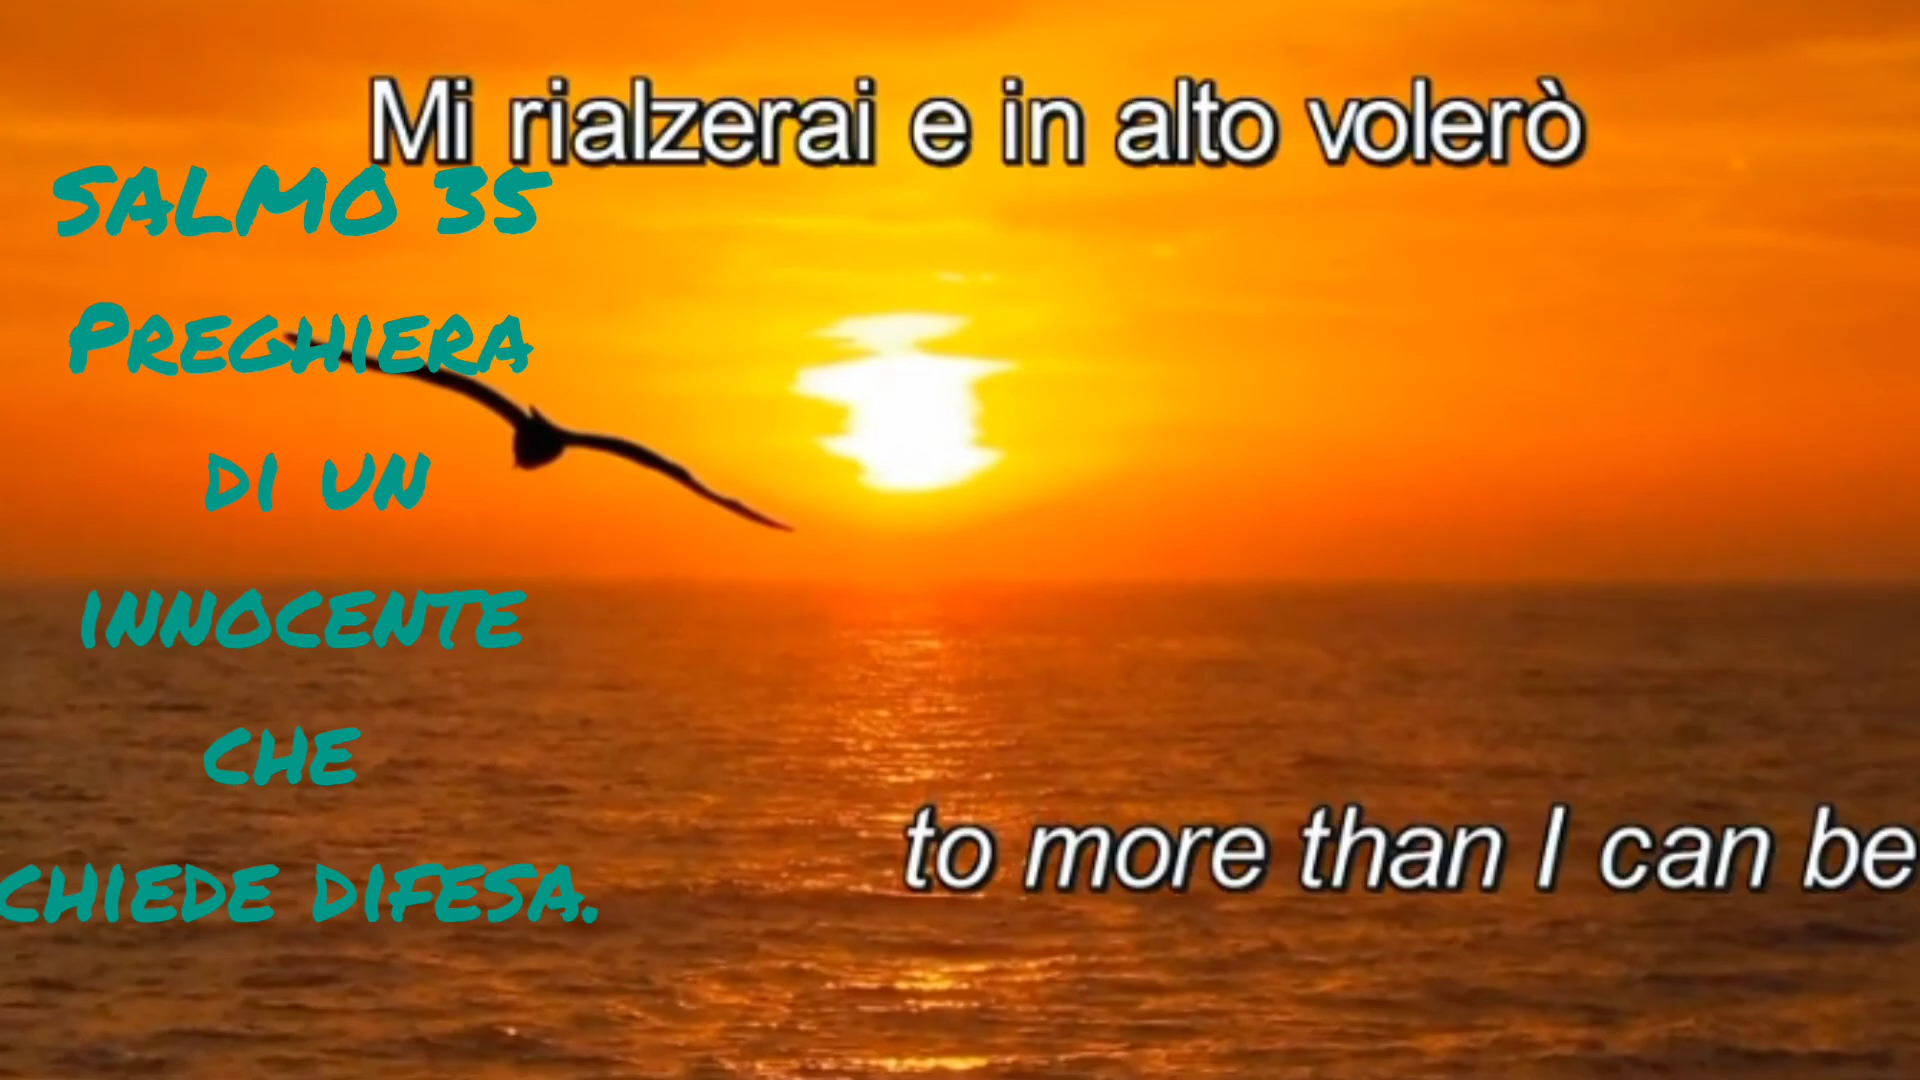 Mi rialzerai e in alto volerò
SALMO 35
PREGHIERA
DI UN
INNOCENTE
CHE
CHIEDE DIFESA.
to more than I can be